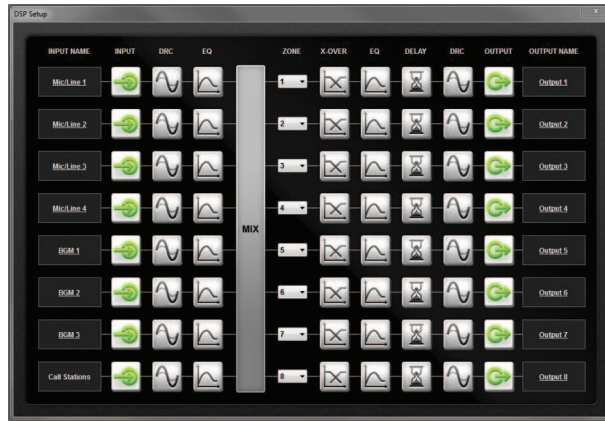 DSP Setup x
INPUT NAME INPUT DRC EQ ZONE X-OVER EQ DELAY DRC OUTPUT OUTPUT NAME
Mic/Line 1 1 Output 1
Mic/Line 2 2 Output 2
Mic/Line 3 3 Output 3
Mic/Line 4 4 Output 4
MIX
BGM 1 5 Output 5
BGM 2 6 Output 6
BGM 3 7 Output 7
Call Stations 8 Output 8